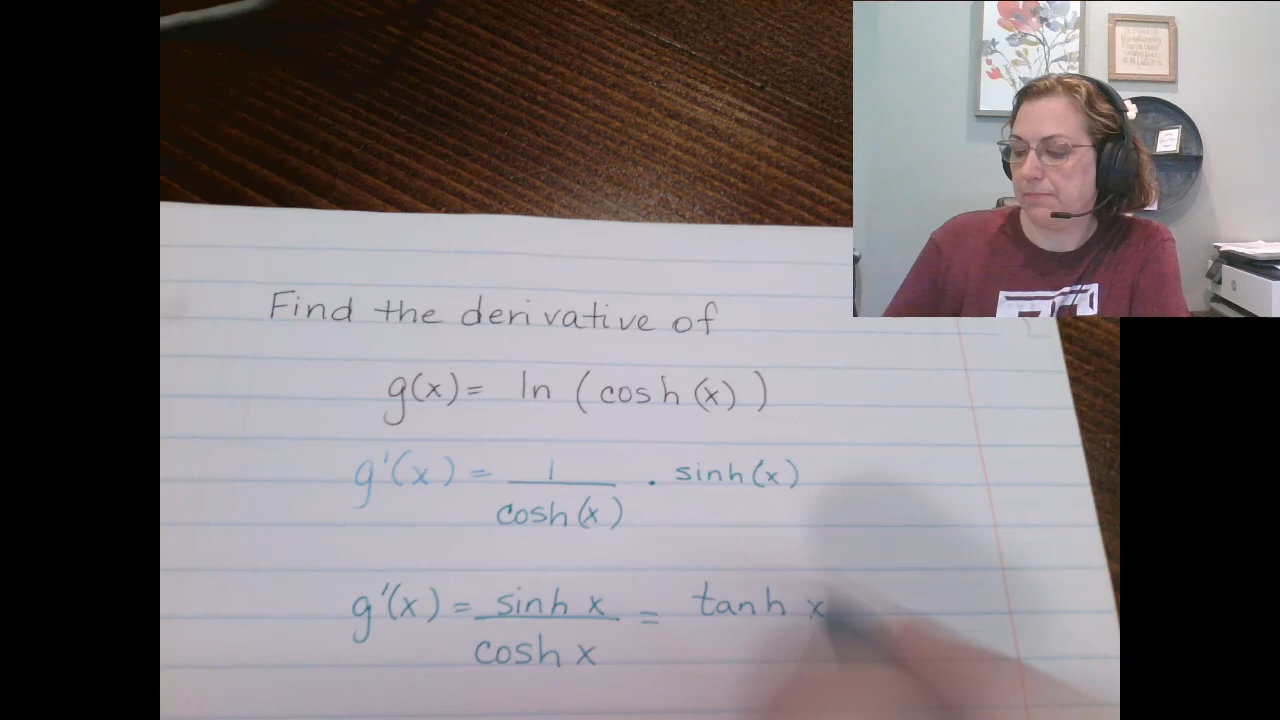 Find the derivative of
g(x) = ln (cosh(x))
g'(x) = 1/cosh(x) · sinh(x)
g'(x) = sinh x/cosh x = tanh x